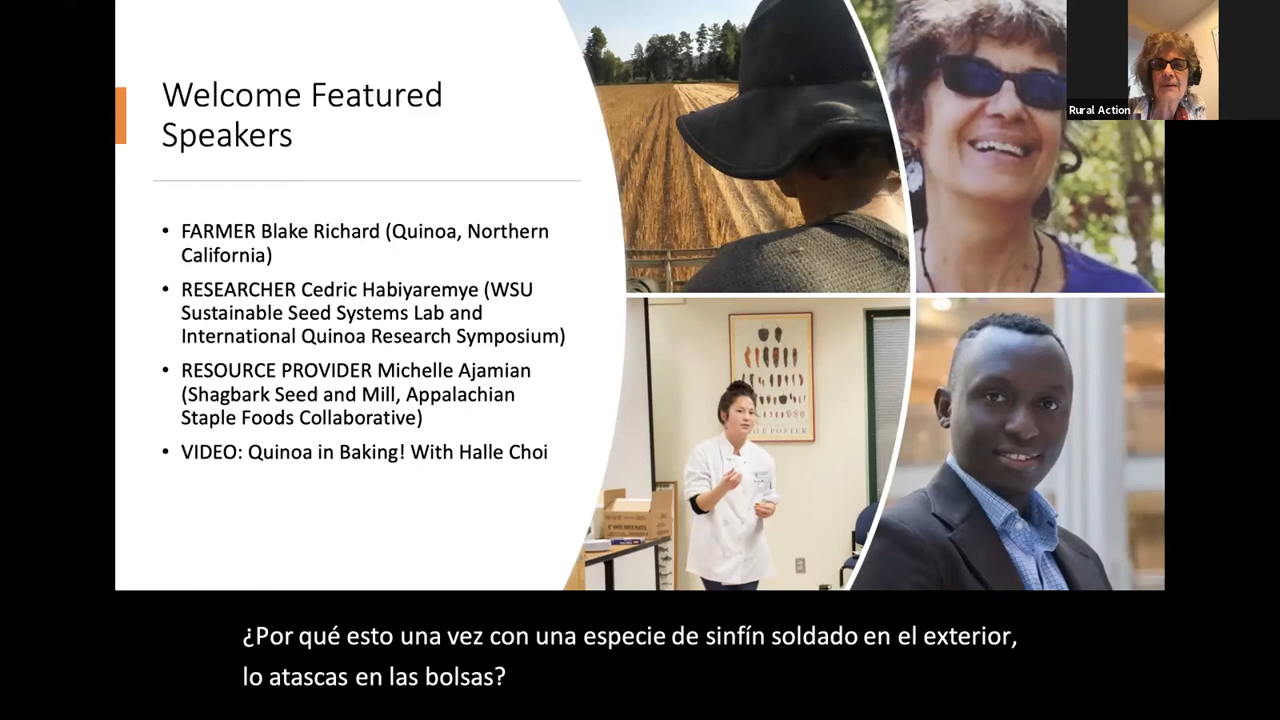 Welcome Featured
Speakers
• FARMER Blake Richard (Quinoa, Northern
California)
• RESEARCHER Cedric Habiyaremye (WSU
Sustainable Seed Systems Lab and
International Quinoa Research Symposium)
• RESOURCE PROVIDER Michelle Ajamian
(Shagbark Seed and Mill, Appalachian
Staple Foods Collaborative)
• VIDEO: Quinoa in Baking! With Halle Choi
Rural Action
¿Por qué esto una vez con una especie de sinfín soldado en el exterior,
lo atascas en las bolsas?